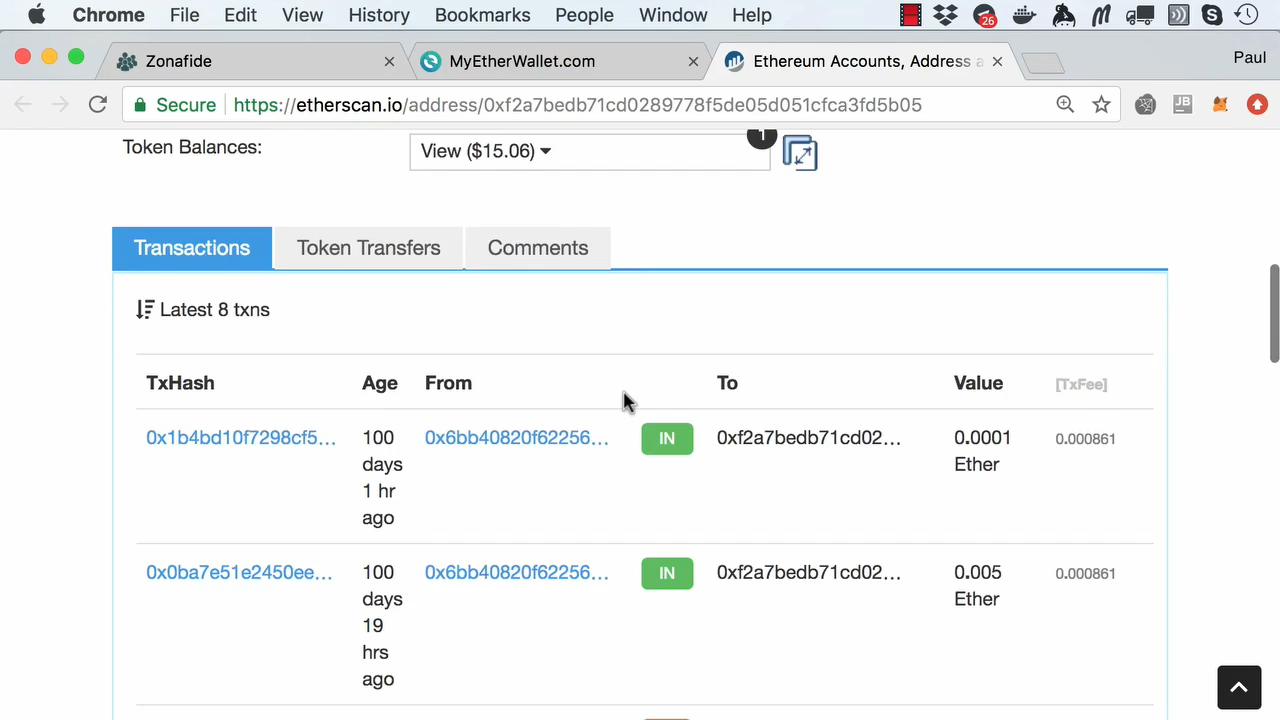 Chrome File Edit View History Bookmarks People Window Help
26
Zonafide
MyEtherWallet.com
Ethereum Accounts, Address a
Paul
Secure https://etherscan.io/address/0xf2a7bedb71cd0289778f5de05d051cfca3fd5b05
JB
Token Balances:
View ($15.06)
1
Transactions
Token Transfers
Comments
Latest 8 txns
TxHash Age From To Value [TxFee]
0x1b4bd10f7298cf5... 100 0x6bb40820f62256... IN 0xf2a7bedb71cd02... 0.0001 0.000861
days Ether
1 hr
ago
0x0ba7e51e2450ee... 100 0x6bb40820f62256... IN 0xf2a7bedb71cd02... 0.005 0.000861
days Ether
19
hrs
ago